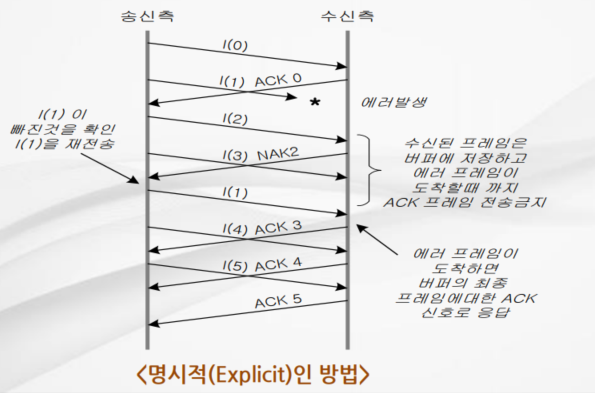 송신측
수신측
I(0)
I(1) ACK 0
*
에러발생
I(1) 이
빠진것을 확인
I(1)을 재전송
I(2)
I(3) NAK2
수신된 프레임은
버퍼에 저장하고
에러 프레임이
도착할때 까지
ACK 프레임 전송금지
I(1)
I(4) ACK 3
I(5) ACK 4
ACK 5
에러 프레임이
도착하면
버퍼의 최종
프레임에대한 ACK
신호로 응답
<명시적(Explicit)인 방법>